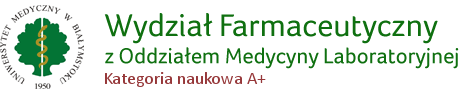 UNIWERSYTET MEDYCZNY W BIAŁYMSTOKU
1950
Wydział Farmaceutyczny
z Oddziałem Medycyny Laboratoryjnej
Kategoria naukowa A+